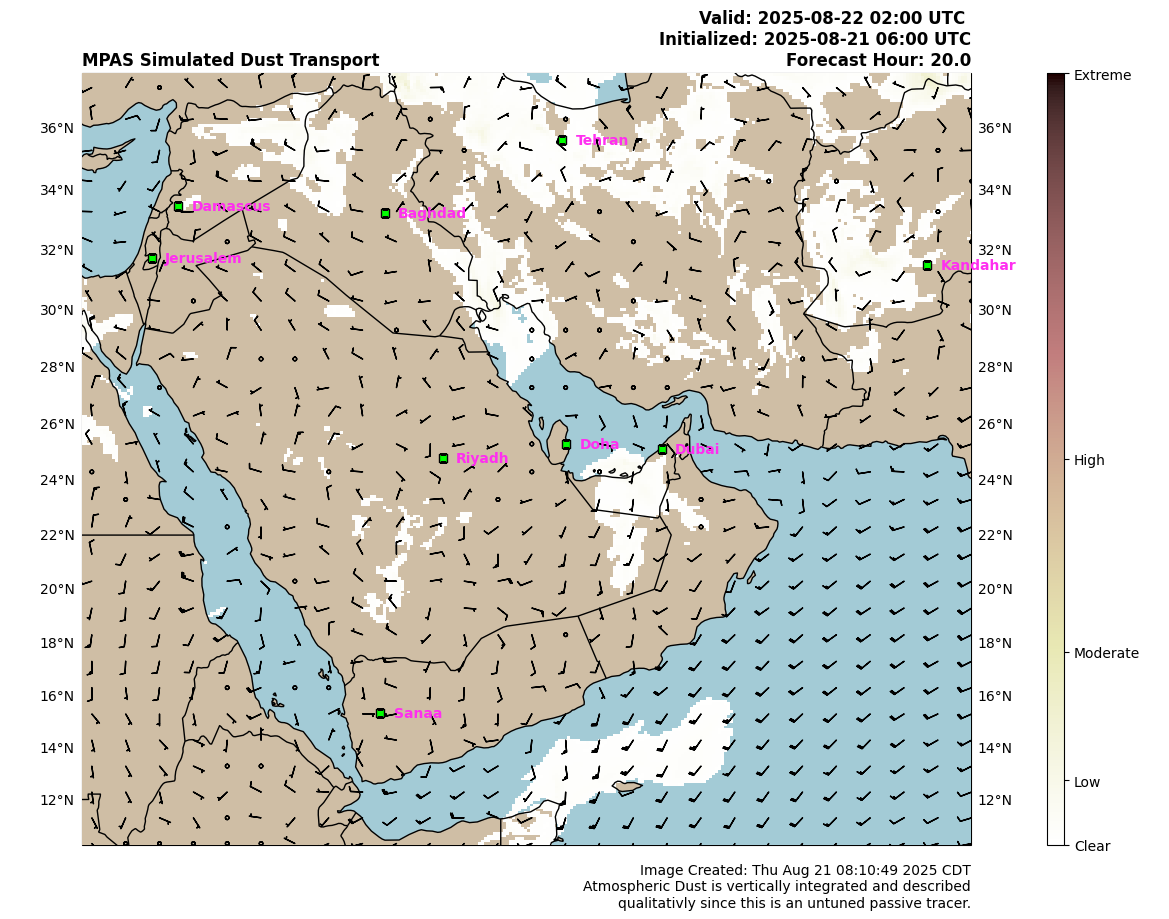 Valid: 2025-08-22 02:00 UTC
Initialized: 2025-08-21 06:00 UTC
MPAS Simulated Dust Transport Forecast Hour: 20.0
Extreme
36°N Tehran 36°N
34°N Damascus Baghdad 34°N
32°N Jerusalem 32°N Kandahar
30°N 30°N
28°N 28°N
26°N 26°N
Riyadh Doha Dubai High
24°N 24°N
22°N 22°N
20°N 20°N
18°N 18°N
Moderate
16°N 16°N
Sanaa
14°N 14°N
Low
12°N 12°N
Clear
Image Created: Thu Aug 21 08:10:49 2025 CDT
Atmospheric Dust is vertically integrated and described
qualitativly since this is an untuned passive tracer.